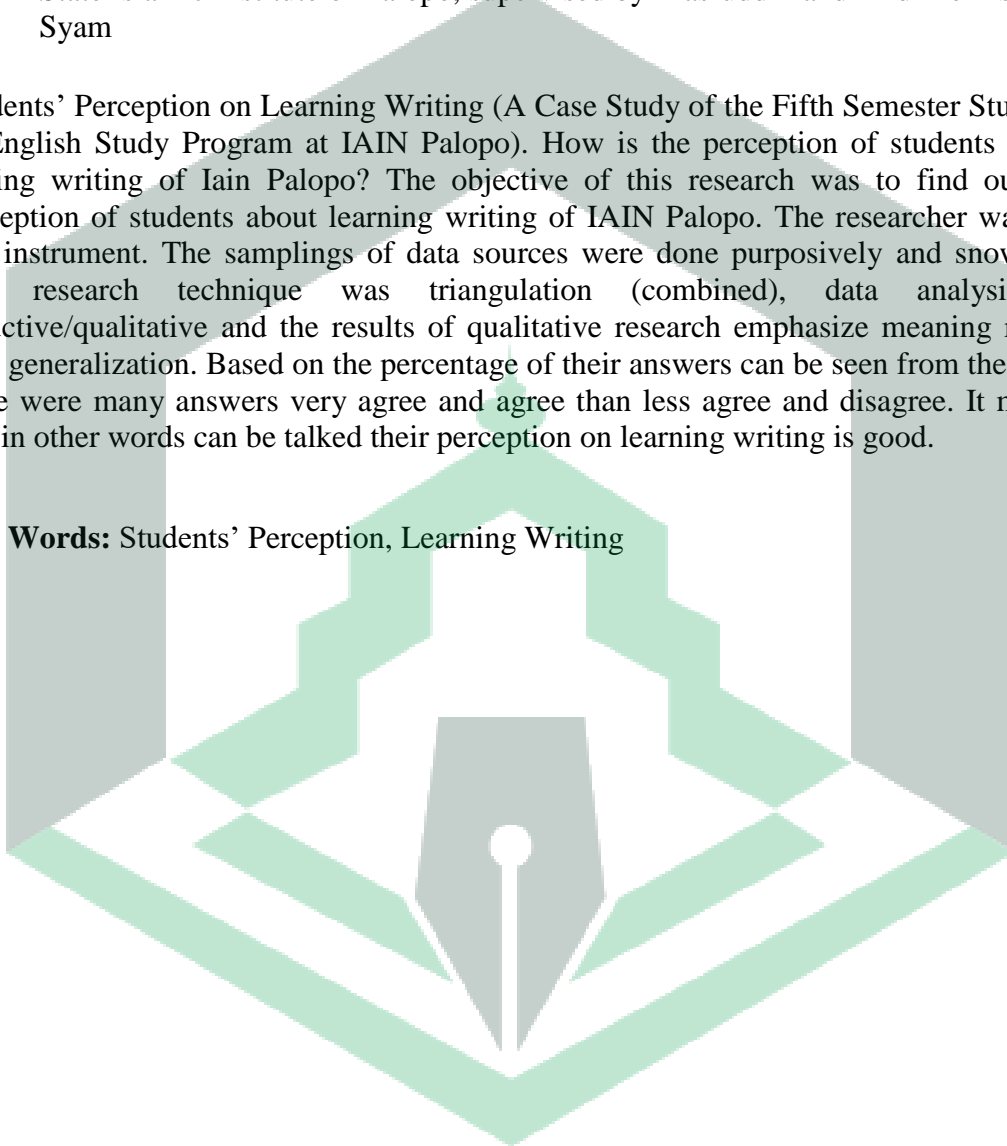 Syam
dents’ Perception on Learning Writing (A Case Study of the Fifth Semester Stu
English Study Program at IAIN Palopo). How is the perception of students
ing writing of Iain Palopo? The objective of this research was to find ou
eption of students about learning writing of IAIN Palopo. The researcher wa
instrument. The samplings of data sources were done purposively and snov
research technique was triangulation (combined), data analysi
ctive/qualitative and the results of qualitative research emphasize meaning
generalization. Based on the percentage of their answers can be seen from the
e were many answers very agree and agree than less agree and disagree. It
in other words can be talked their perception on learning writing is good.
Words: Students’ Perception, Learning Writing